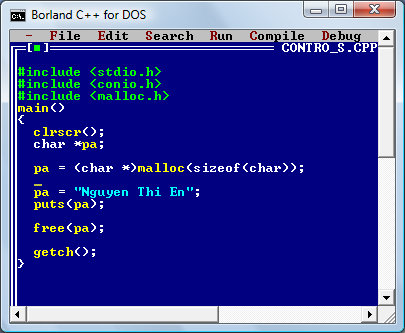 Borland C++ for DOS
- File Edit Search Run Compile Debug
[■] CONTRO_S.CPP
#include <stdio.h>
#include <conio.h>
#include <malloc.h>
main()
{
clrscr();
char *pa;
pa = (char *)malloc(sizeof(char));
_
pa = "Nguyen Thi En";
puts(pa);
free(pa);
getch();
}